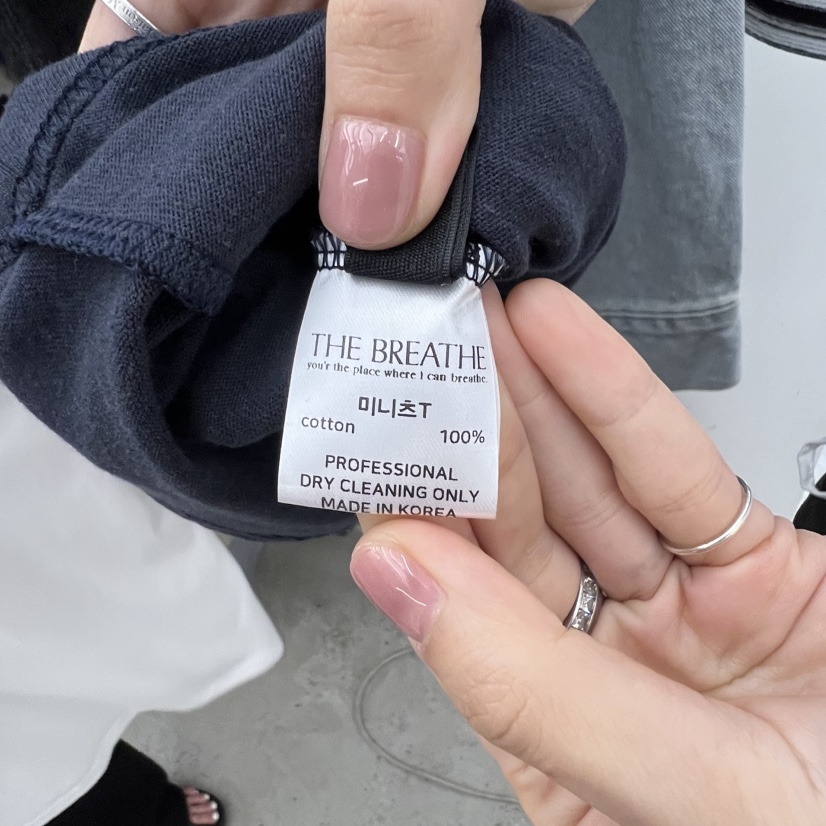 THE BREATHE
you'r the place where I can breathe.
미니츠T
cotton 100%
PROFESSIONAL
DRY CLEANING ONLY
MADE IN KOREA